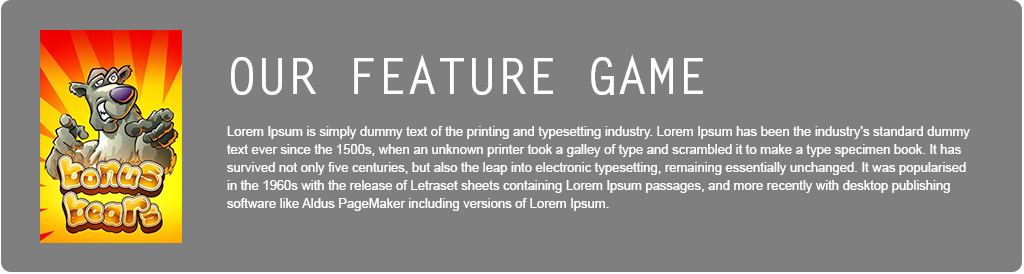 OUR FEATURE GAME
Lorem Ipsum is simply dummy text of the printing and typesetting industry. Lorem Ipsum has been the industry's standard dummy
text ever since the 1500s, when an unknown printer took a galley of type and scrambled it to make a type specimen book. It has
survived not only five centuries, but also the leap into electronic typesetting, remaining essentially unchanged. It was popularised
in the 1960s with the release of Letraset sheets containing Lorem Ipsum passages, and more recently with desktop publishing
software like Aldus PageMaker including versions of Lorem Ipsum.
bonus
bears